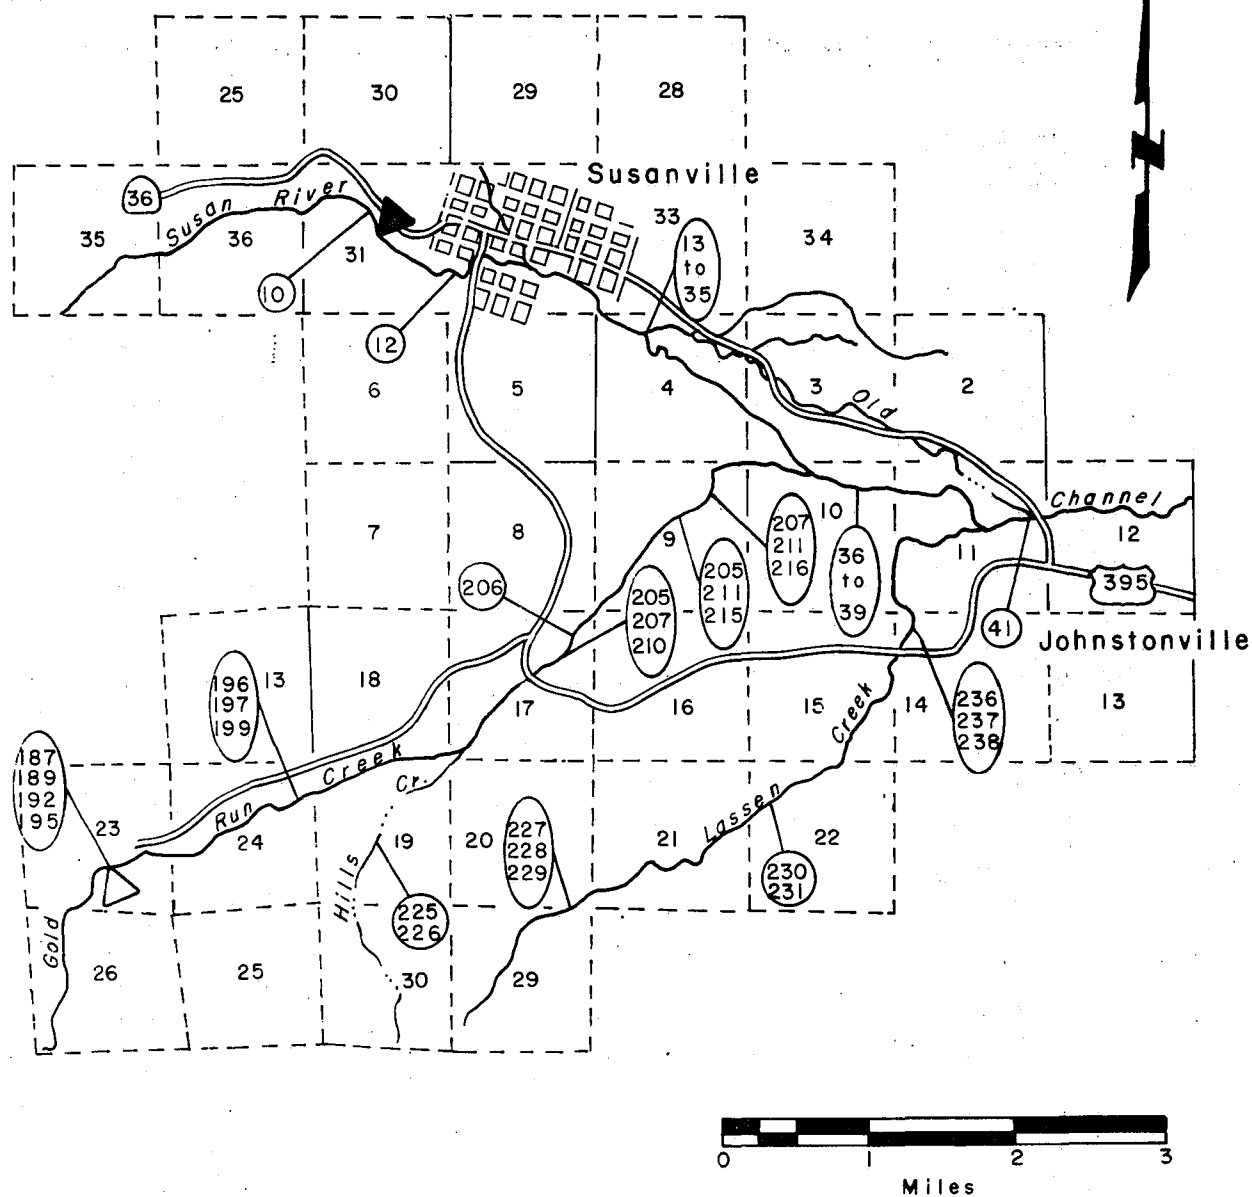 25 30 29 28
Susanville
36
Susan River
33
35 36 31 34
13
to
35
10
12
6 5 4 3 2
Old
Channel
7 8 9 10 11 12
207
211
216
36
to
39
205
211
215
206
205
207
210
395
41
Johnstonville
196
197
199
13 18 17 16 15 14 13
Creek
236
237
238
187
189
192
195
Run Creek
Cr.
Lassen
23 24 19 20 21 22
227
228
229
230
231
Hills
225
226
Gold
26 25 30 29
0 1 2 3
Miles